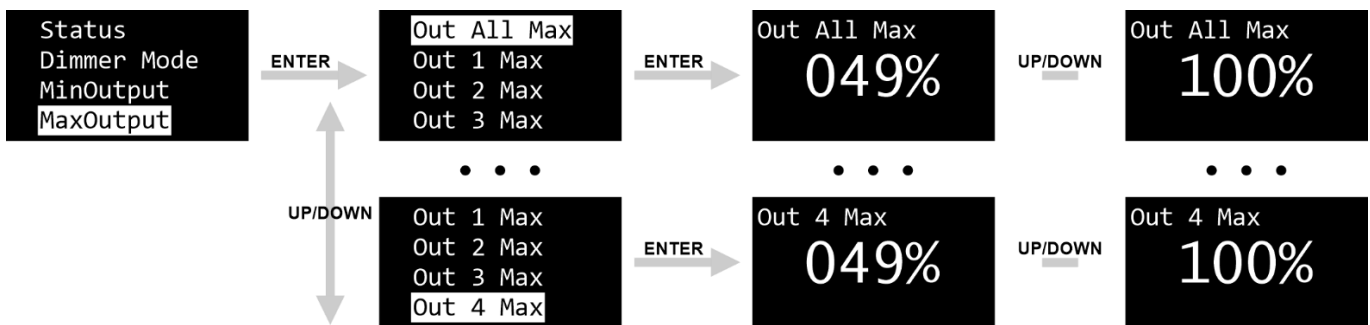 Status
Dimmer Mode
MinOutput
MaxOutput
ENTER
Out All Max
Out 1 Max
Out 2 Max
Out 3 Max
ENTER
Out All Max
049%
UP/DOWN
Out All Max
100%
• • •
• • •
• • •
UP/DOWN
Out 1 Max
Out 2 Max
Out 3 Max
Out 4 Max
ENTER
Out 4 Max
049%
UP/DOWN
Out 4 Max
100%